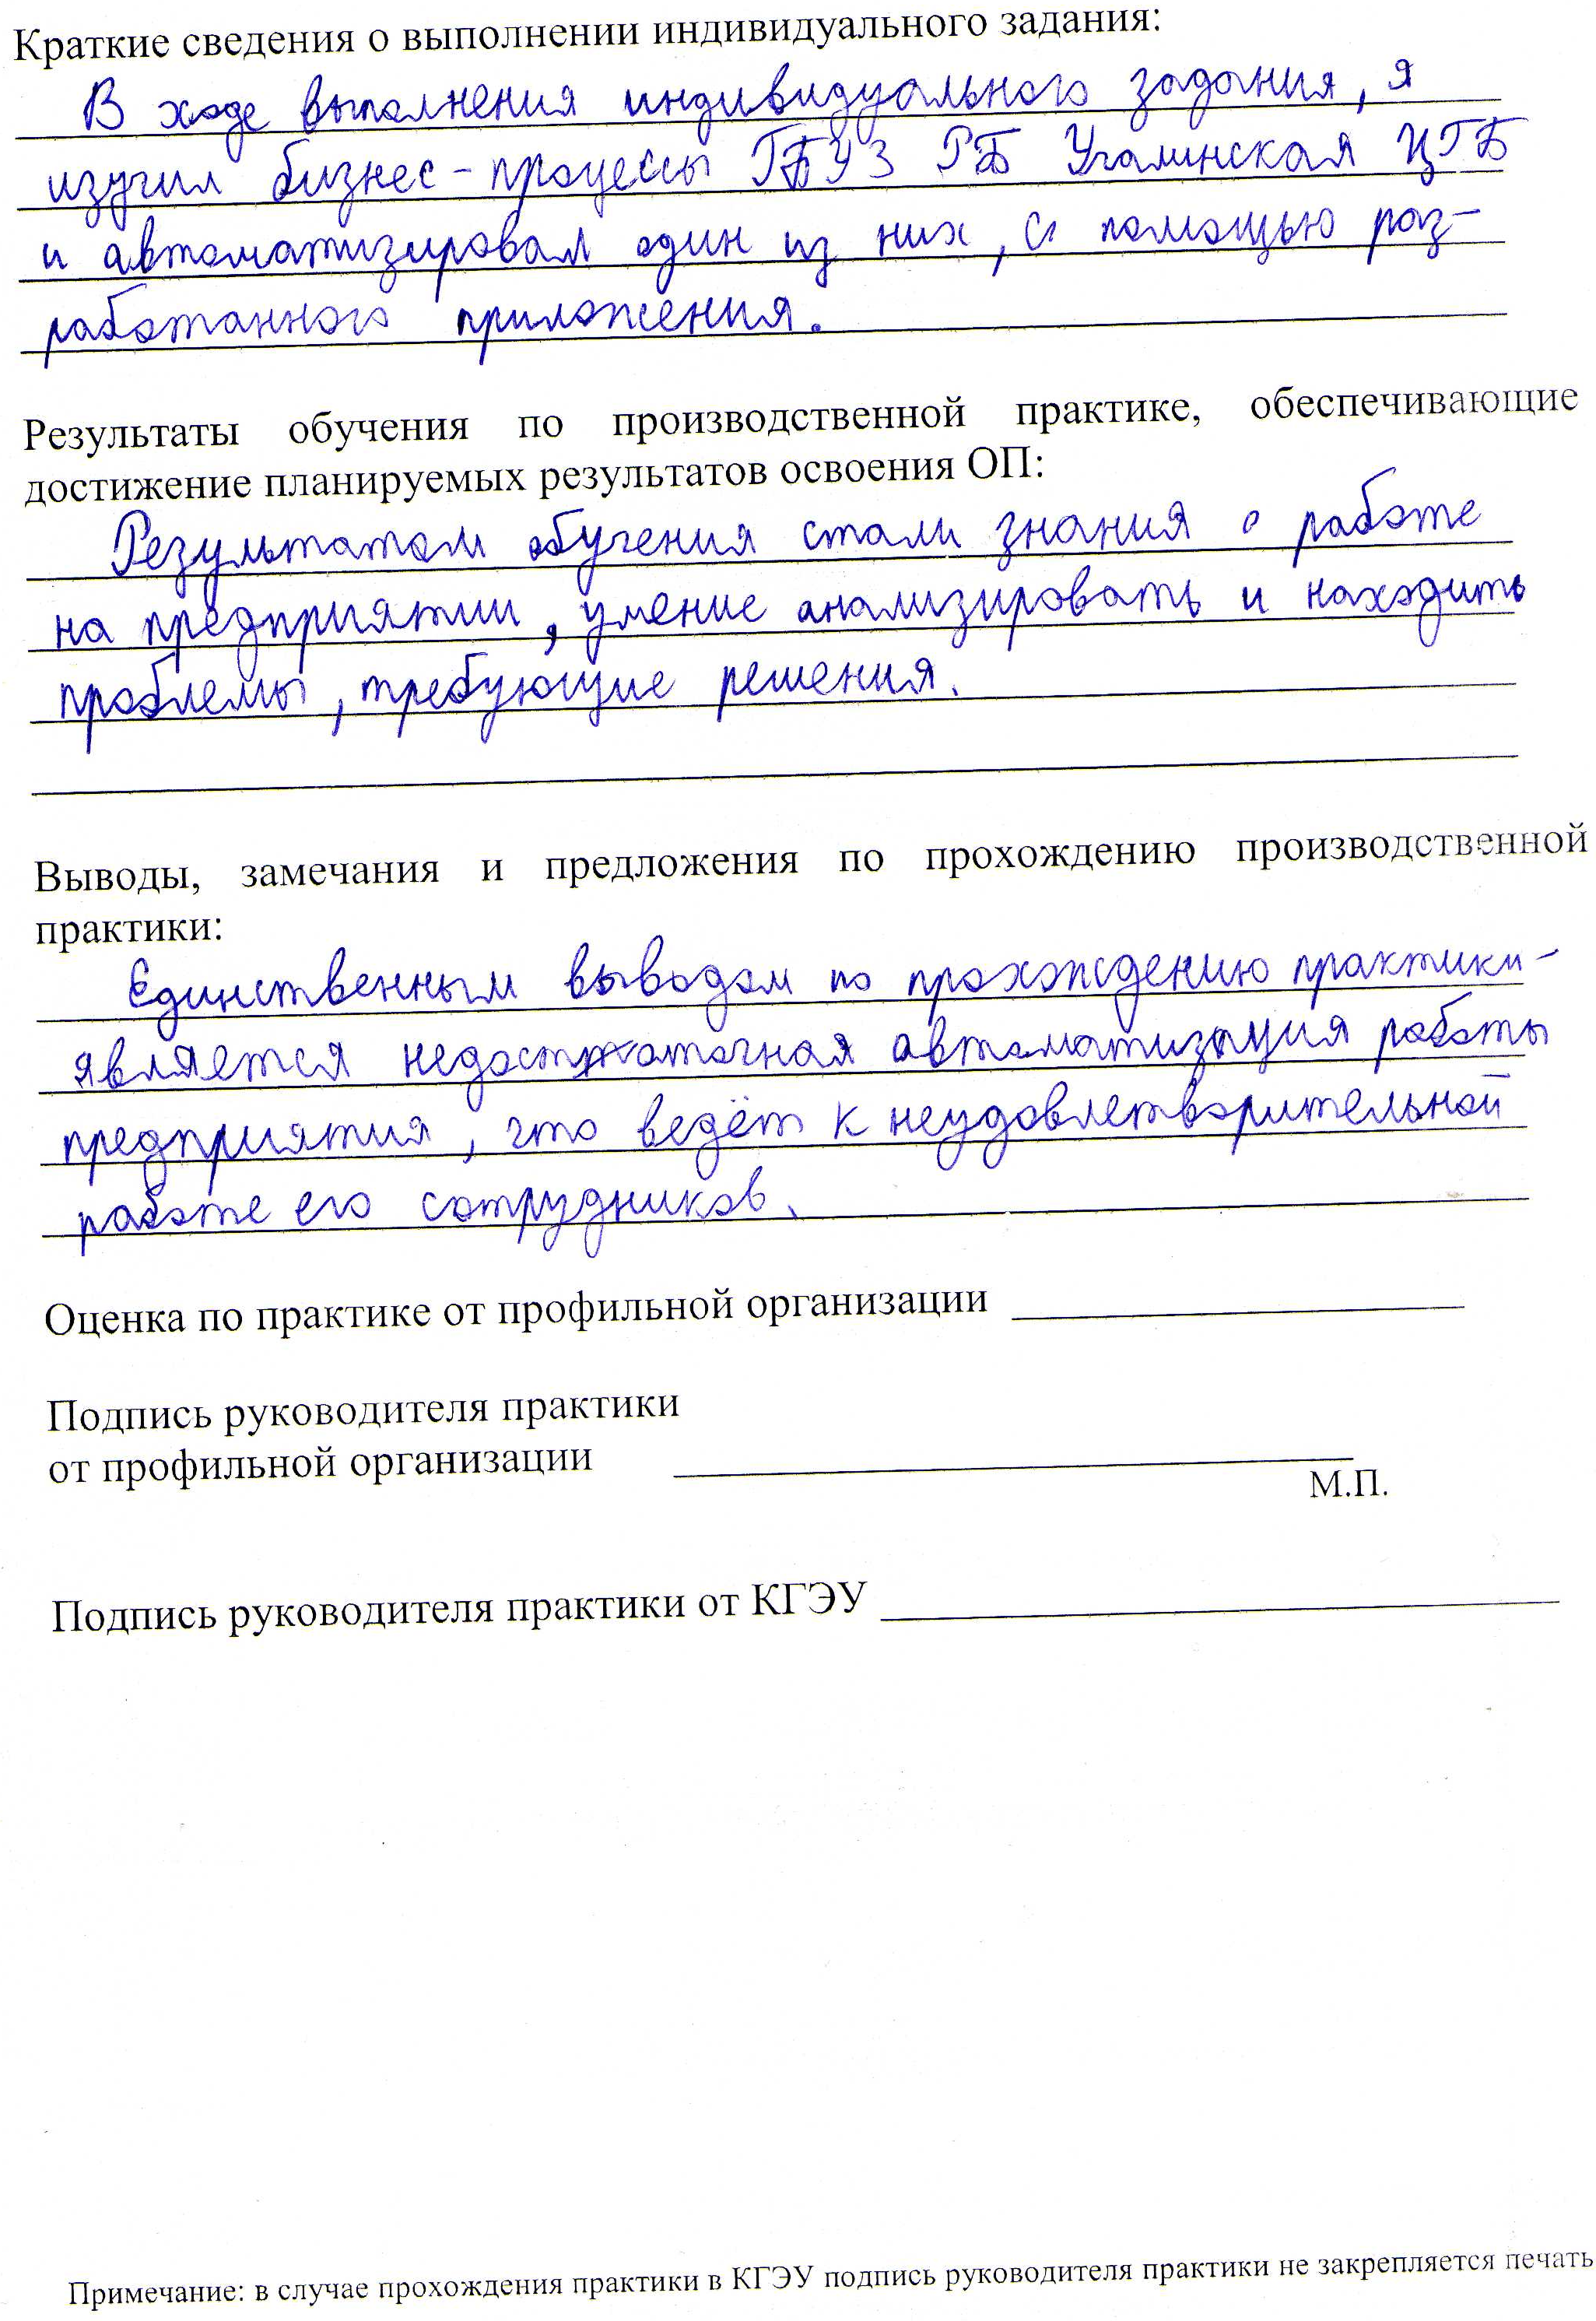 Краткие сведения о выполнении индивидуального задания:
В ходе выполнения индивидуального задания, я
изучил бизнес-процессы ГБУЗ РБ Учалинская ЦГБ
и автоматизировал один из них, с помощью раз-
работанного приложения.
Результаты обучения по производственной практике, обеспечивающие
достижение планируемых результатов освоения ОП:
Результатом обучения стали знания о работе
на предприятии, умение анализировать и находить
проблемы, требующие решения.
Выводы, замечания и предложения по прохождению производственной
практики:
Единственным выводом по прохождению практики -
является недостаточная автоматизация работы
предприятия, что ведёт к неудовлетворительной
работе его сотрудников.
Оценка по практике от профильной организации
Подпись руководителя практики
от профильной организации
М.П.
Подпись руководителя практики от КГЭУ
Примечание: в случае прохождения практики в КГЭУ подпись руководителя практики не закрепляется печать